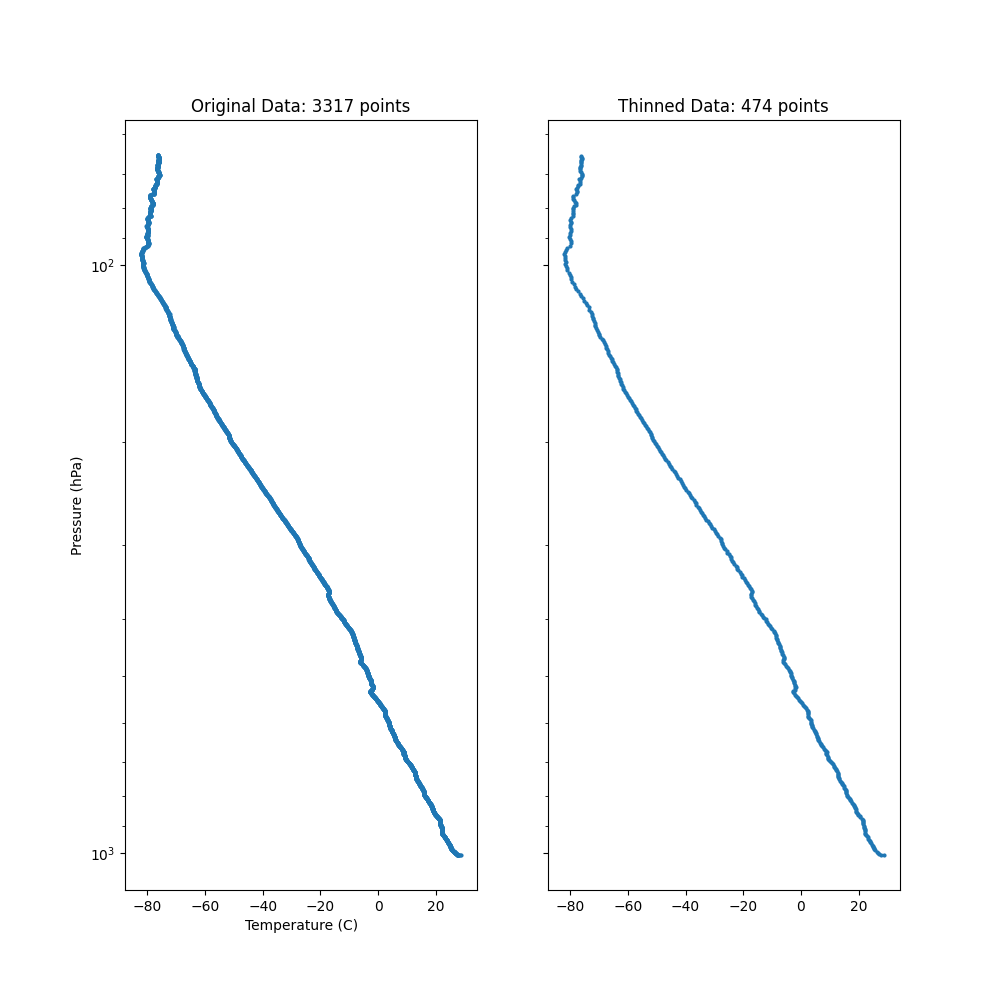 Original Data: 3317 points
Thinned Data: 474 points
Pressure (hPa)
10²
10³
−80 −60 −40 −20 0 20
−80 −60 −40 −20 0 20
Temperature (C)